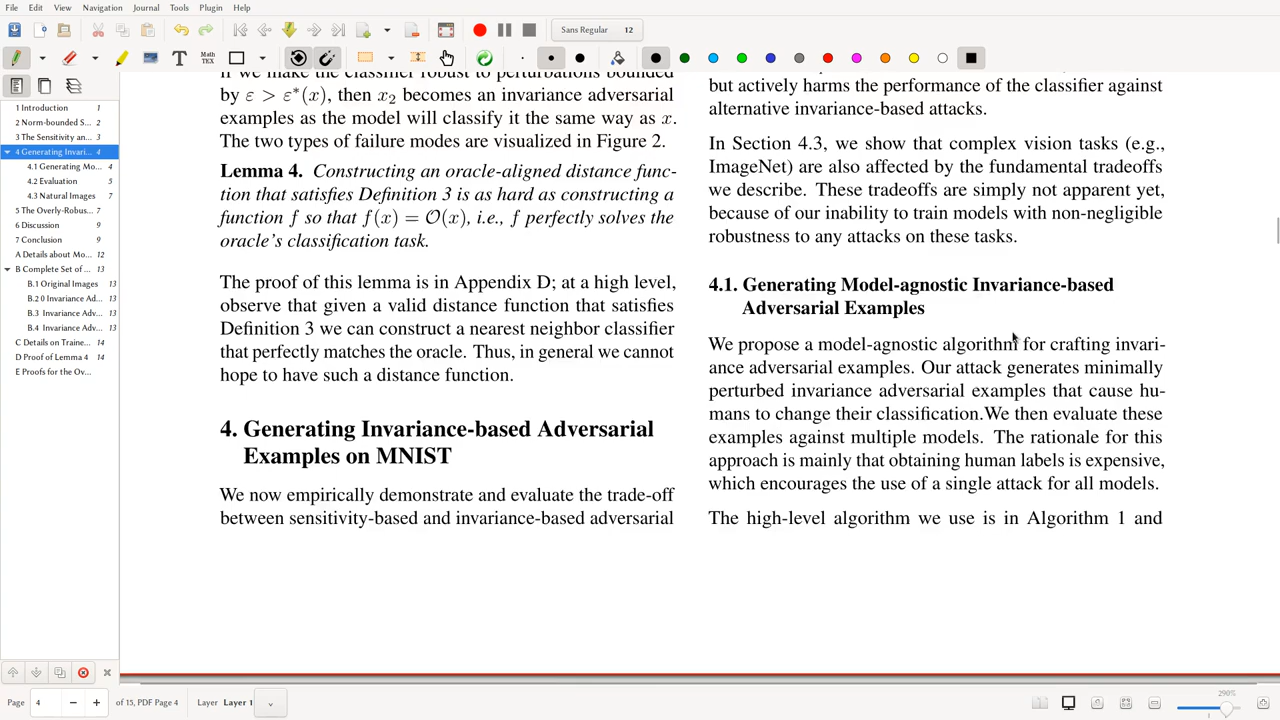 File Edit View Navigation Journal Tools Plugin Help
Sans Regular 12
Math
TEX
1 Introduction 1
2 Norm-bounded S... 2
3 The Sensitivity an... 3
4 Generating Invari... 4
4.1 Generating Mo... 4
4.2 Evaluation 5
4.3 Natural Images 7
5 The Overly-Robus... 7
6 Discussion 9
7 Conclusion 9
A Details about Mo... 12
B Complete Set of ... 13
B.1 Original Images 13
B.2 0 Invariance Ad... 13
B.3 Invariance Adv... 13
B.4 Invariance Adv... 13
C Details on Traine... 14
D Proof of Lemma 4 14
E Proofs for the Ov...
if we make the classifier robust to perturbations bounded
by ε > ε*(x), then x₂ becomes an invariance adversarial
examples as the model will classify it the same way as x.
The two types of failure modes are visualized in Figure 2.
Lemma 4. Constructing an oracle-aligned distance func-
tion that satisfies Definition 3 is as hard as constructing a
function f so that f(x) = O(x), i.e., f perfectly solves the
oracle's classification task.
The proof of this lemma is in Appendix D; at a high level,
observe that given a valid distance function that satisfies
Definition 3 we can construct a nearest neighbor classifier
that perfectly matches the oracle. Thus, in general we cannot
hope to have such a distance function.
4. Generating Invariance-based Adversarial
Examples on MNIST
We now empirically demonstrate and evaluate the trade-off
between sensitivity-based and invariance-based adversarial
but actively harms the performance of the classifier against
alternative invariance-based attacks.
In Section 4.3, we show that complex vision tasks (e.g.,
ImageNet) are also affected by the fundamental tradeoffs
we describe. These tradeoffs are simply not apparent yet,
because of our inability to train models with non-negligible
robustness to any attacks on these tasks.
4.1. Generating Model-agnostic Invariance-based
Adversarial Examples
We propose a model-agnostic algorithm for crafting invari-
ance adversarial examples. Our attack generates minimally
perturbed invariance adversarial examples that cause hu-
mans to change their classification.We then evaluate these
examples against multiple models. The rationale for this
approach is mainly that obtaining human labels is expensive,
which encourages the use of a single attack for all models.
The high-level algorithm we use is in Algorithm 1 and
Page 4 of 15, PDF Page 4 Layer Layer 1
290%